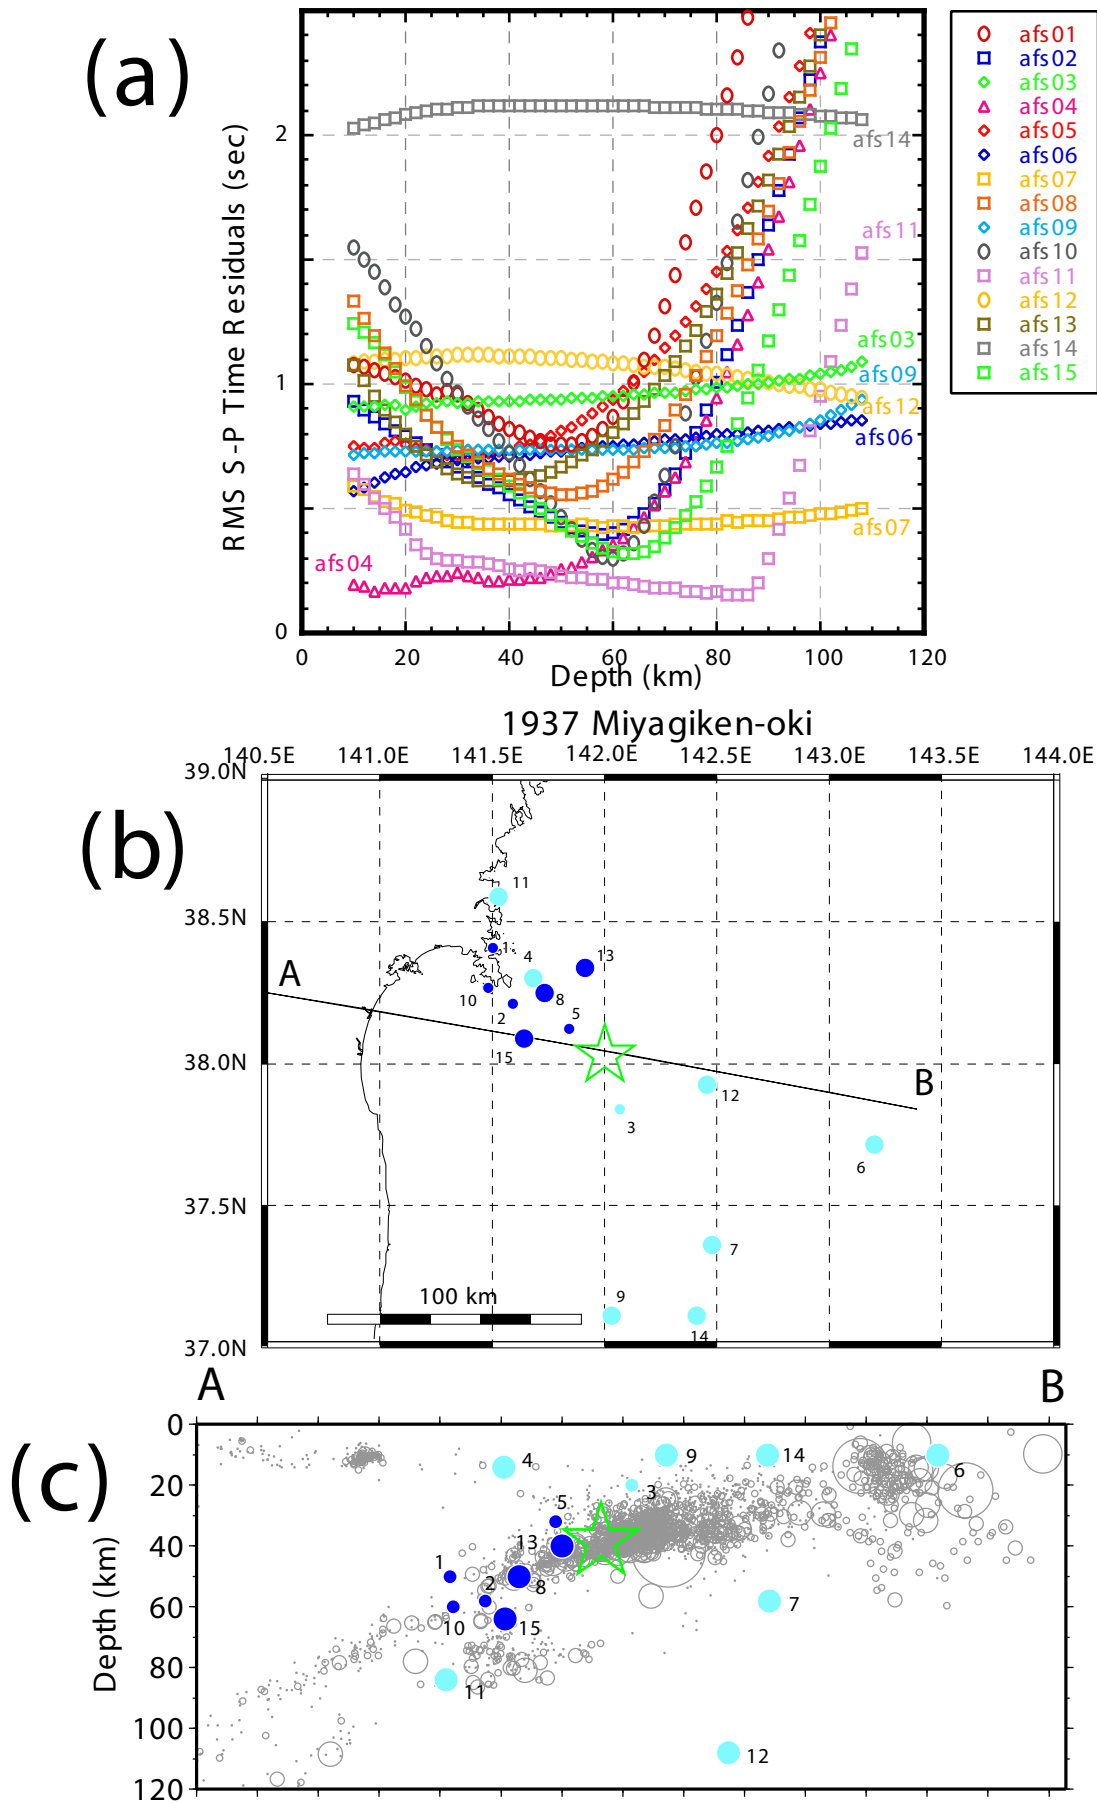 (a)
RMS S-P Time Residuals (sec)
2
1
0
0 20 40 60 80 100 120
Depth (km)
afs14
afs11
afs03
afs09
afs12
afs06
afs07
afs04
afs01
afs02
afs03
afs04
afs05
afs06
afs07
afs08
afs09
afs10
afs11
afs12
afs13
afs14
afs15
1937 Miyagiken-oki
(b)
140.5E 141.0E 141.5E 142.0E 142.5E 143.0E 143.5E 144.0E
39.0N
38.5N
38.0N
37.5N
37.0N
11
1
4
13
A
10
8
2
5
15
B
12
3
6
7
9
14
100 km
A B
(c)
Depth (km)
0
20
40
60
80
100
120
4
9
14
6
3
5
13
1
2
8
7
10
15
11
12